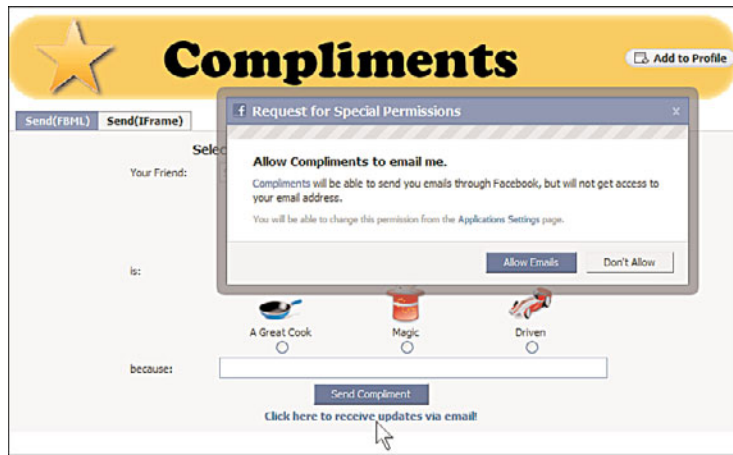 Compliments
Add to Profile
Send(FBML) Send(IFrame)
f Request for Special Permissions x
Allow Compliments to email me.
Compliments will be able to send you emails through Facebook, but will not get access to
your email address.
You will be able to change this permission from the Applications Settings page.
Allow Emails Don't Allow
Selec
Your Friend:
is:
A Great Cook Magic Driven
because:
Send Compliment
Click here to receive updates via email!